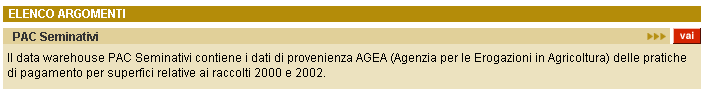 ELENCO ARGOMENTI
PAC Seminativi
vai
Il data warehouse PAC Seminativi contiene i dati di provenienza AGEA (Agenzia per le Erogazioni in Agricoltura) delle pratiche
di pagamento per superfici relative ai raccolti 2000 e 2002.